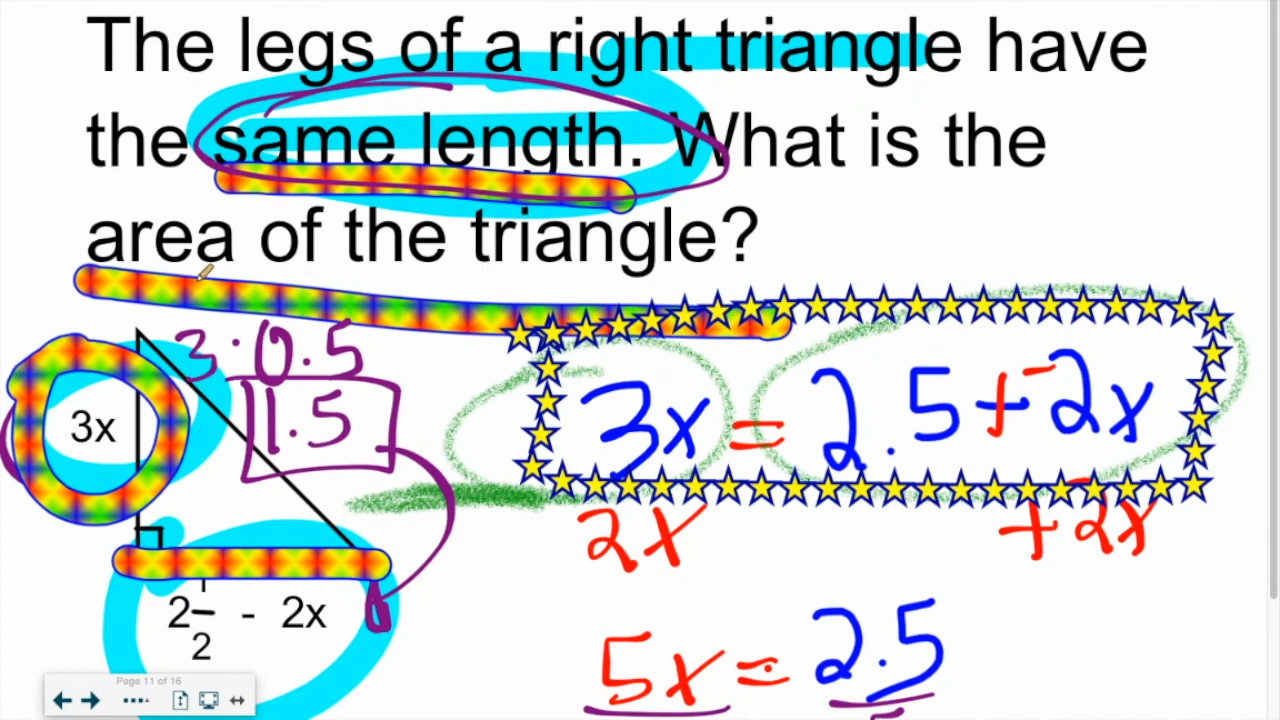 The legs of a right triangle have
the same length. What is the
area of the triangle?
3 · 0.5
3x
1.5
3x = 2.5 + -2x
2x + 2x
2 1/2 - 2x
5x = 2.5
Page 11 of 16